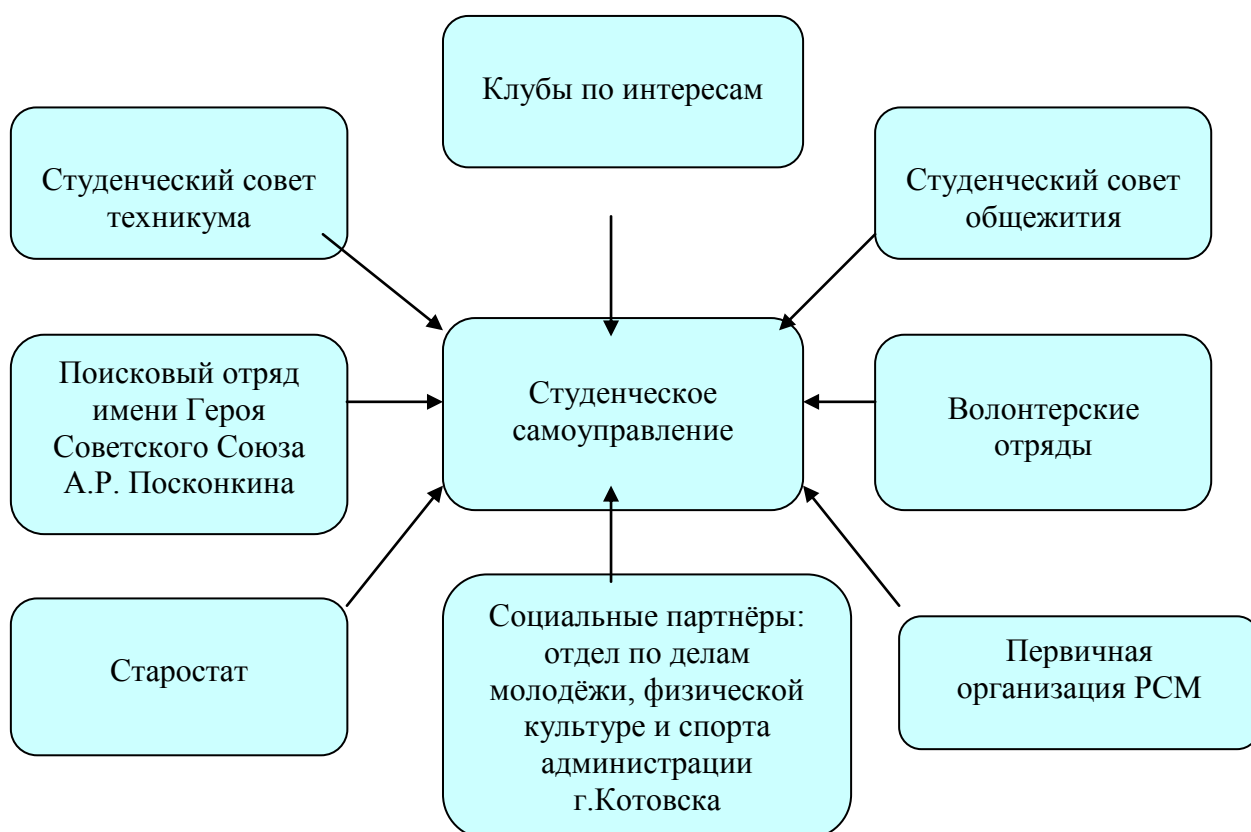 Клубы по интересам
Студенческий совет
техникума
Студенческий совет
общежития
Поисковый отряд
имени Героя
Советского Союза
А.Р. Посконкина
Студенческое
самоуправление
Волонтерские
отряды
Старостат
Социальные партнёры:
отдел по делам
молодёжи, физической
культуре и спорта
администрации
г.Котовска
Первичная
организация РСМ